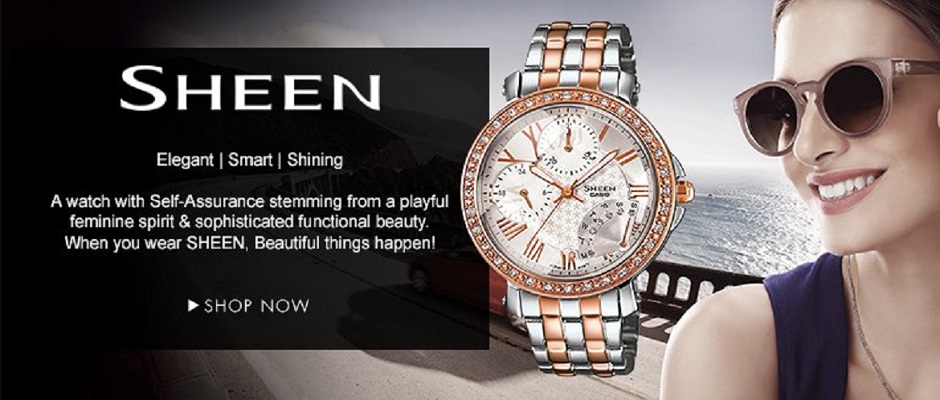 SHEEN
Elegant | Smart | Shining
A watch with Self-Assurance stemming from a playful
feminine spirit & sophisticated functional beauty.
When you wear SHEEN, Beautiful things happen!
SHOP NOW
SHEEN
CASIO